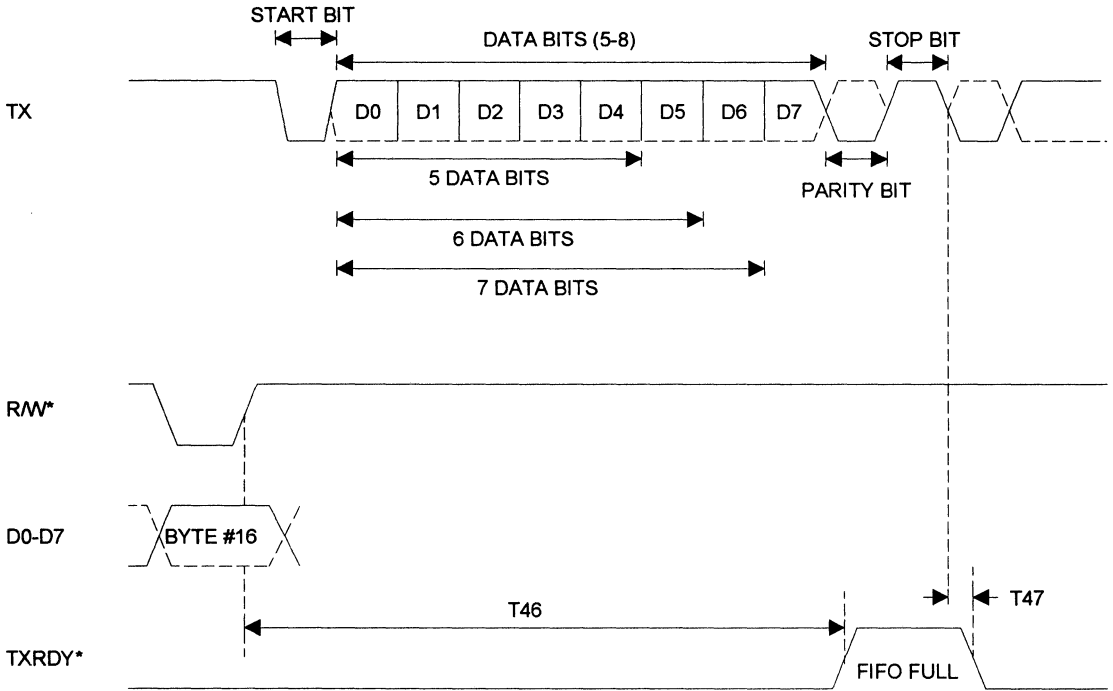 START BIT
DATA BITS (5-8)
STOP BIT
TX
D0 D1 D2 D3 D4 D5 D6 D7
5 DATA BITS
PARITY BIT
6 DATA BITS
7 DATA BITS
R/W*
D0-D7
BYTE #16
T46
T47
TXRDY*
FIFO FULL